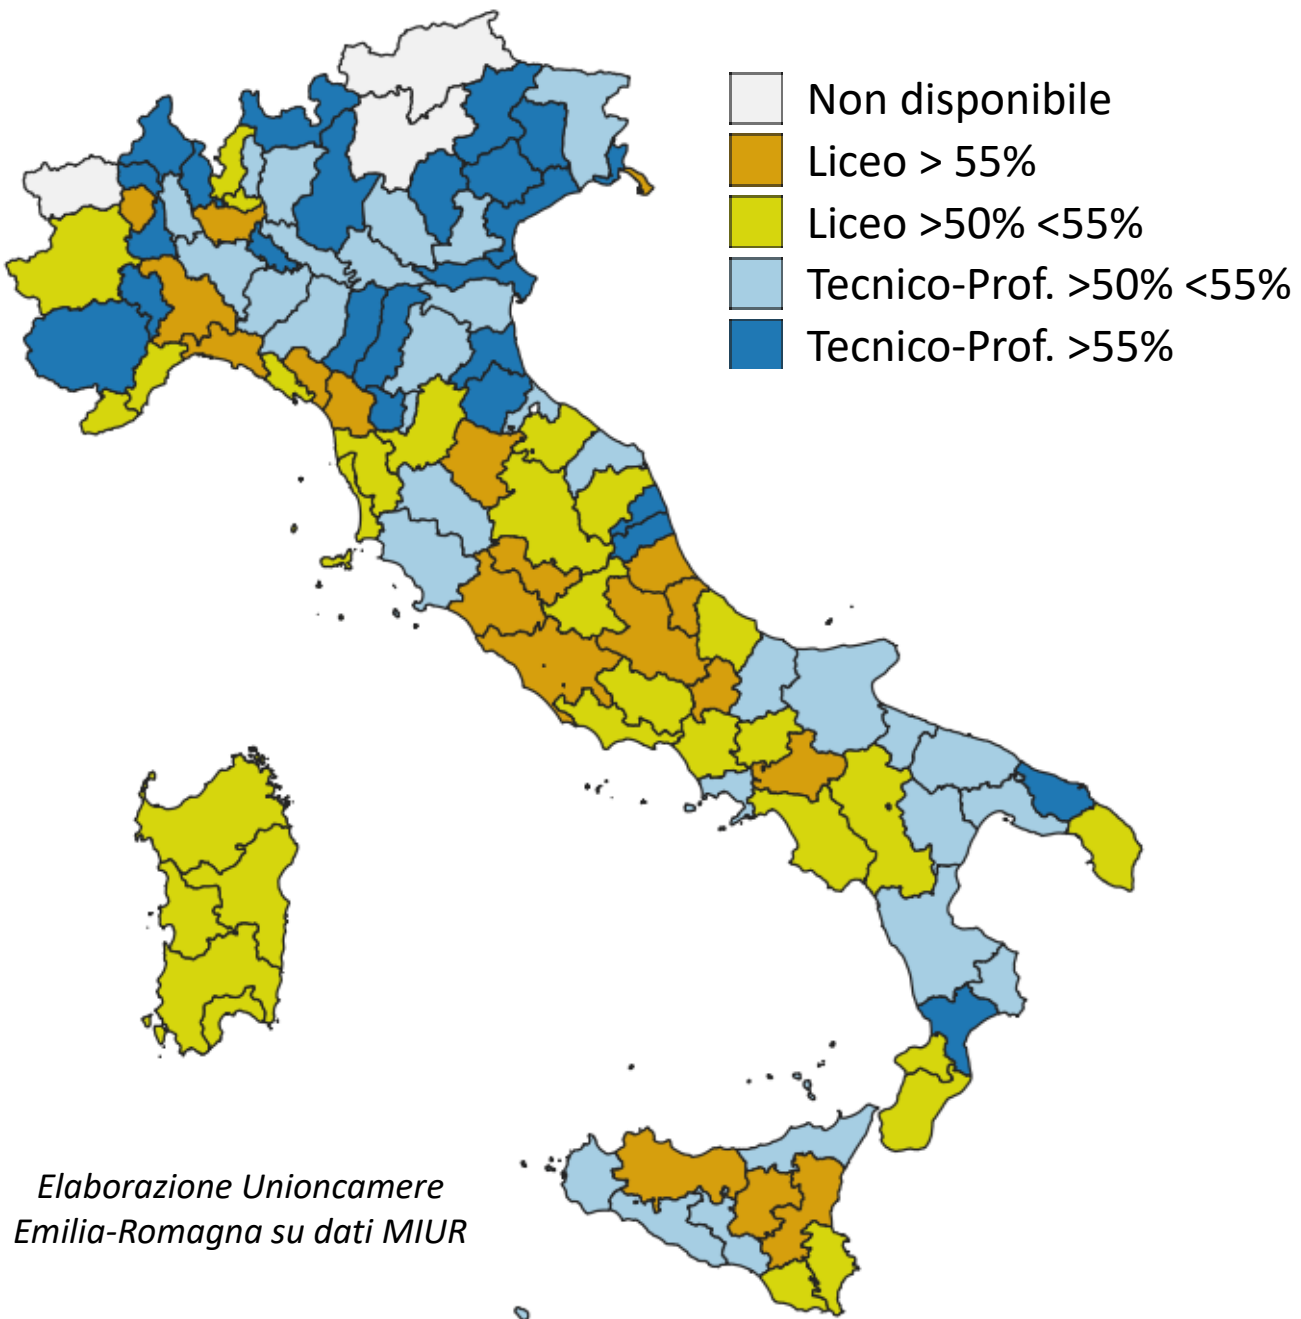 Non disponibile
Liceo > 55%
Liceo >50% <55%
Tecnico-Prof. >50% <55%
Tecnico-Prof. >55%
Elaborazione Unioncamere
Emilia-Romagna su dati MIUR